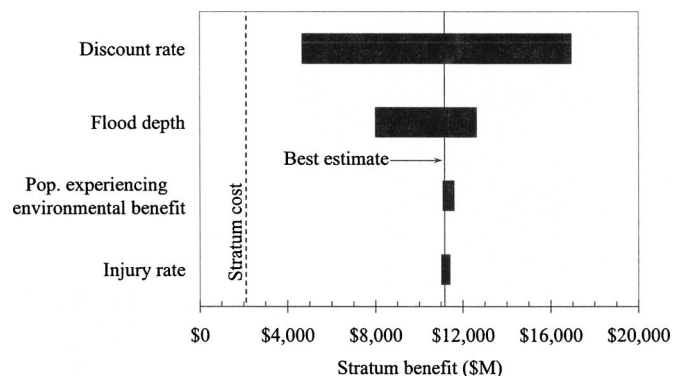 Discount rate
Flood depth
Best estimate
Pop. experiencing
environmental benefit
Stratum cost
Injury rate
$0 $4,000 $8,000 $12,000 $16,000 $20,000
Stratum benefit ($M)